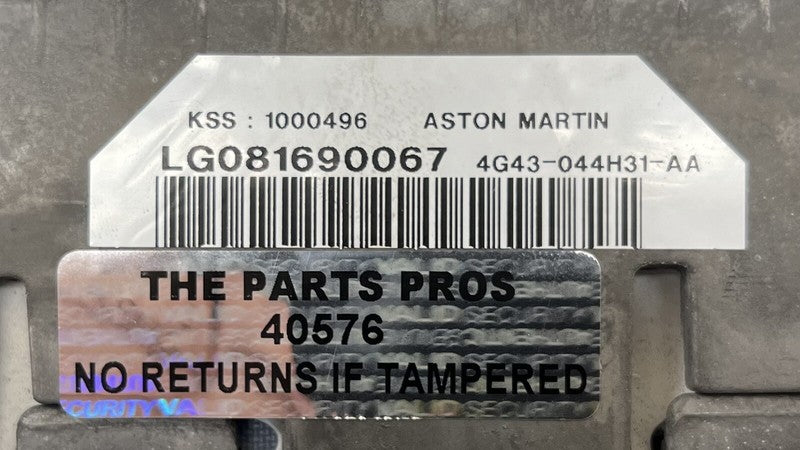 KSS : 1000496 ASTON MARTIN
LG081690067 4G43-044H31-AA
THE PARTS PROS
40576
NO RETURNS IF TAMPERED